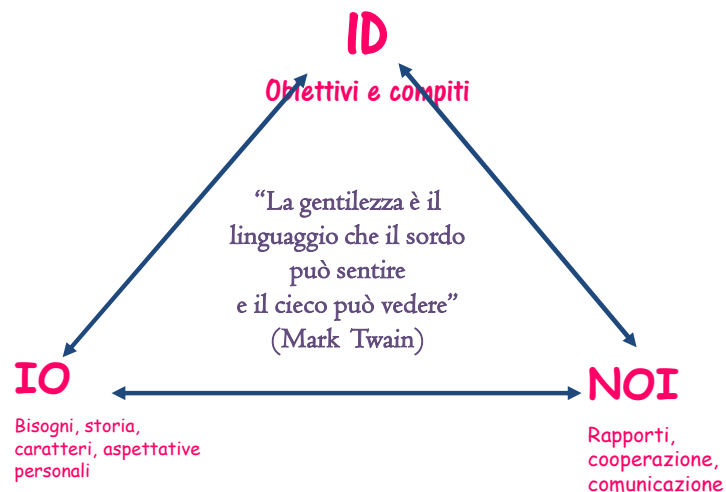 ID
Obiettivi e compiti
“La gentilezza è il
linguaggio che il sordo
può sentire
e il cieco può vedere”
(Mark Twain)
IO
Bisogni, storia,
caratteri, aspettative
personali
NOI
Rapporti,
cooperazione,
comunicazione